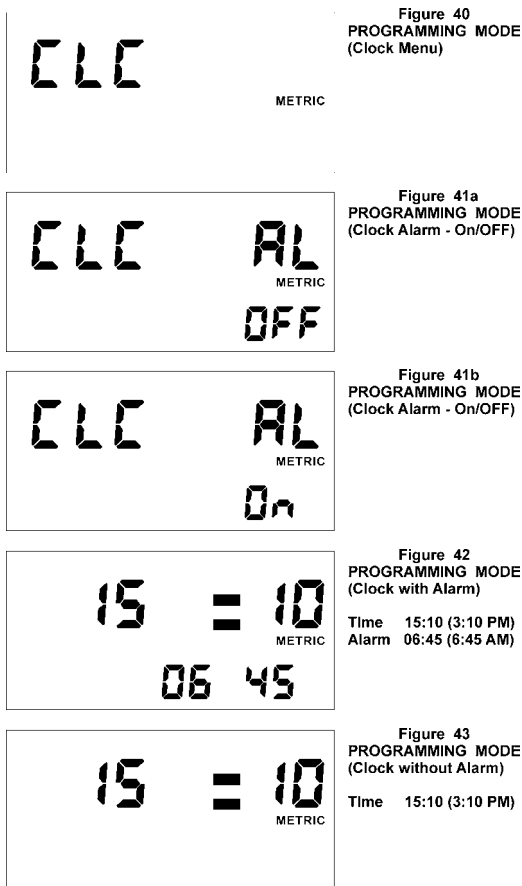 Figure 40
PROGRAMMING MODE
(Clock Menu)
CLC
METRIC
Figure 41a
PROGRAMMING MODE
(Clock Alarm - On/OFF)
CLC AL
METRIC
OFF
Figure 41b
PROGRAMMING MODE
(Clock Alarm - On/OFF)
CLC AL
METRIC
On
Figure 42
PROGRAMMING MODE
(Clock with Alarm)
Time 15:10 (3:10 PM)
Alarm 06:45 (6:45 AM)
15 = 10
METRIC
06 45
Figure 43
PROGRAMMING MODE
(Clock without Alarm)
Time 15:10 (3:10 PM)
15 = 10
METRIC